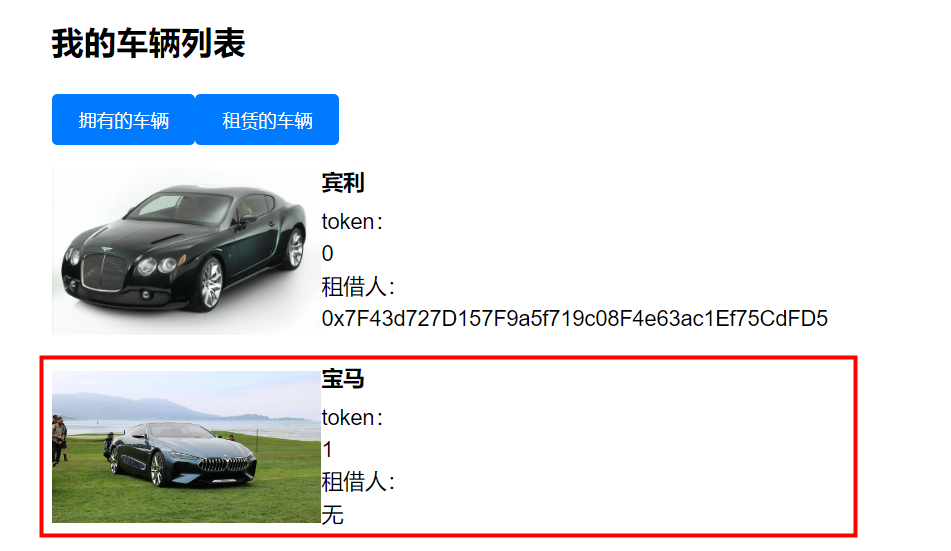 我的车辆列表
拥有的车辆 租赁的车辆
宾利
token：
0
租借人：
0x7F43d727D157F9a5f719c08F4e63ac1Ef75CdFD5
宝马
token：
1
租借人：
无